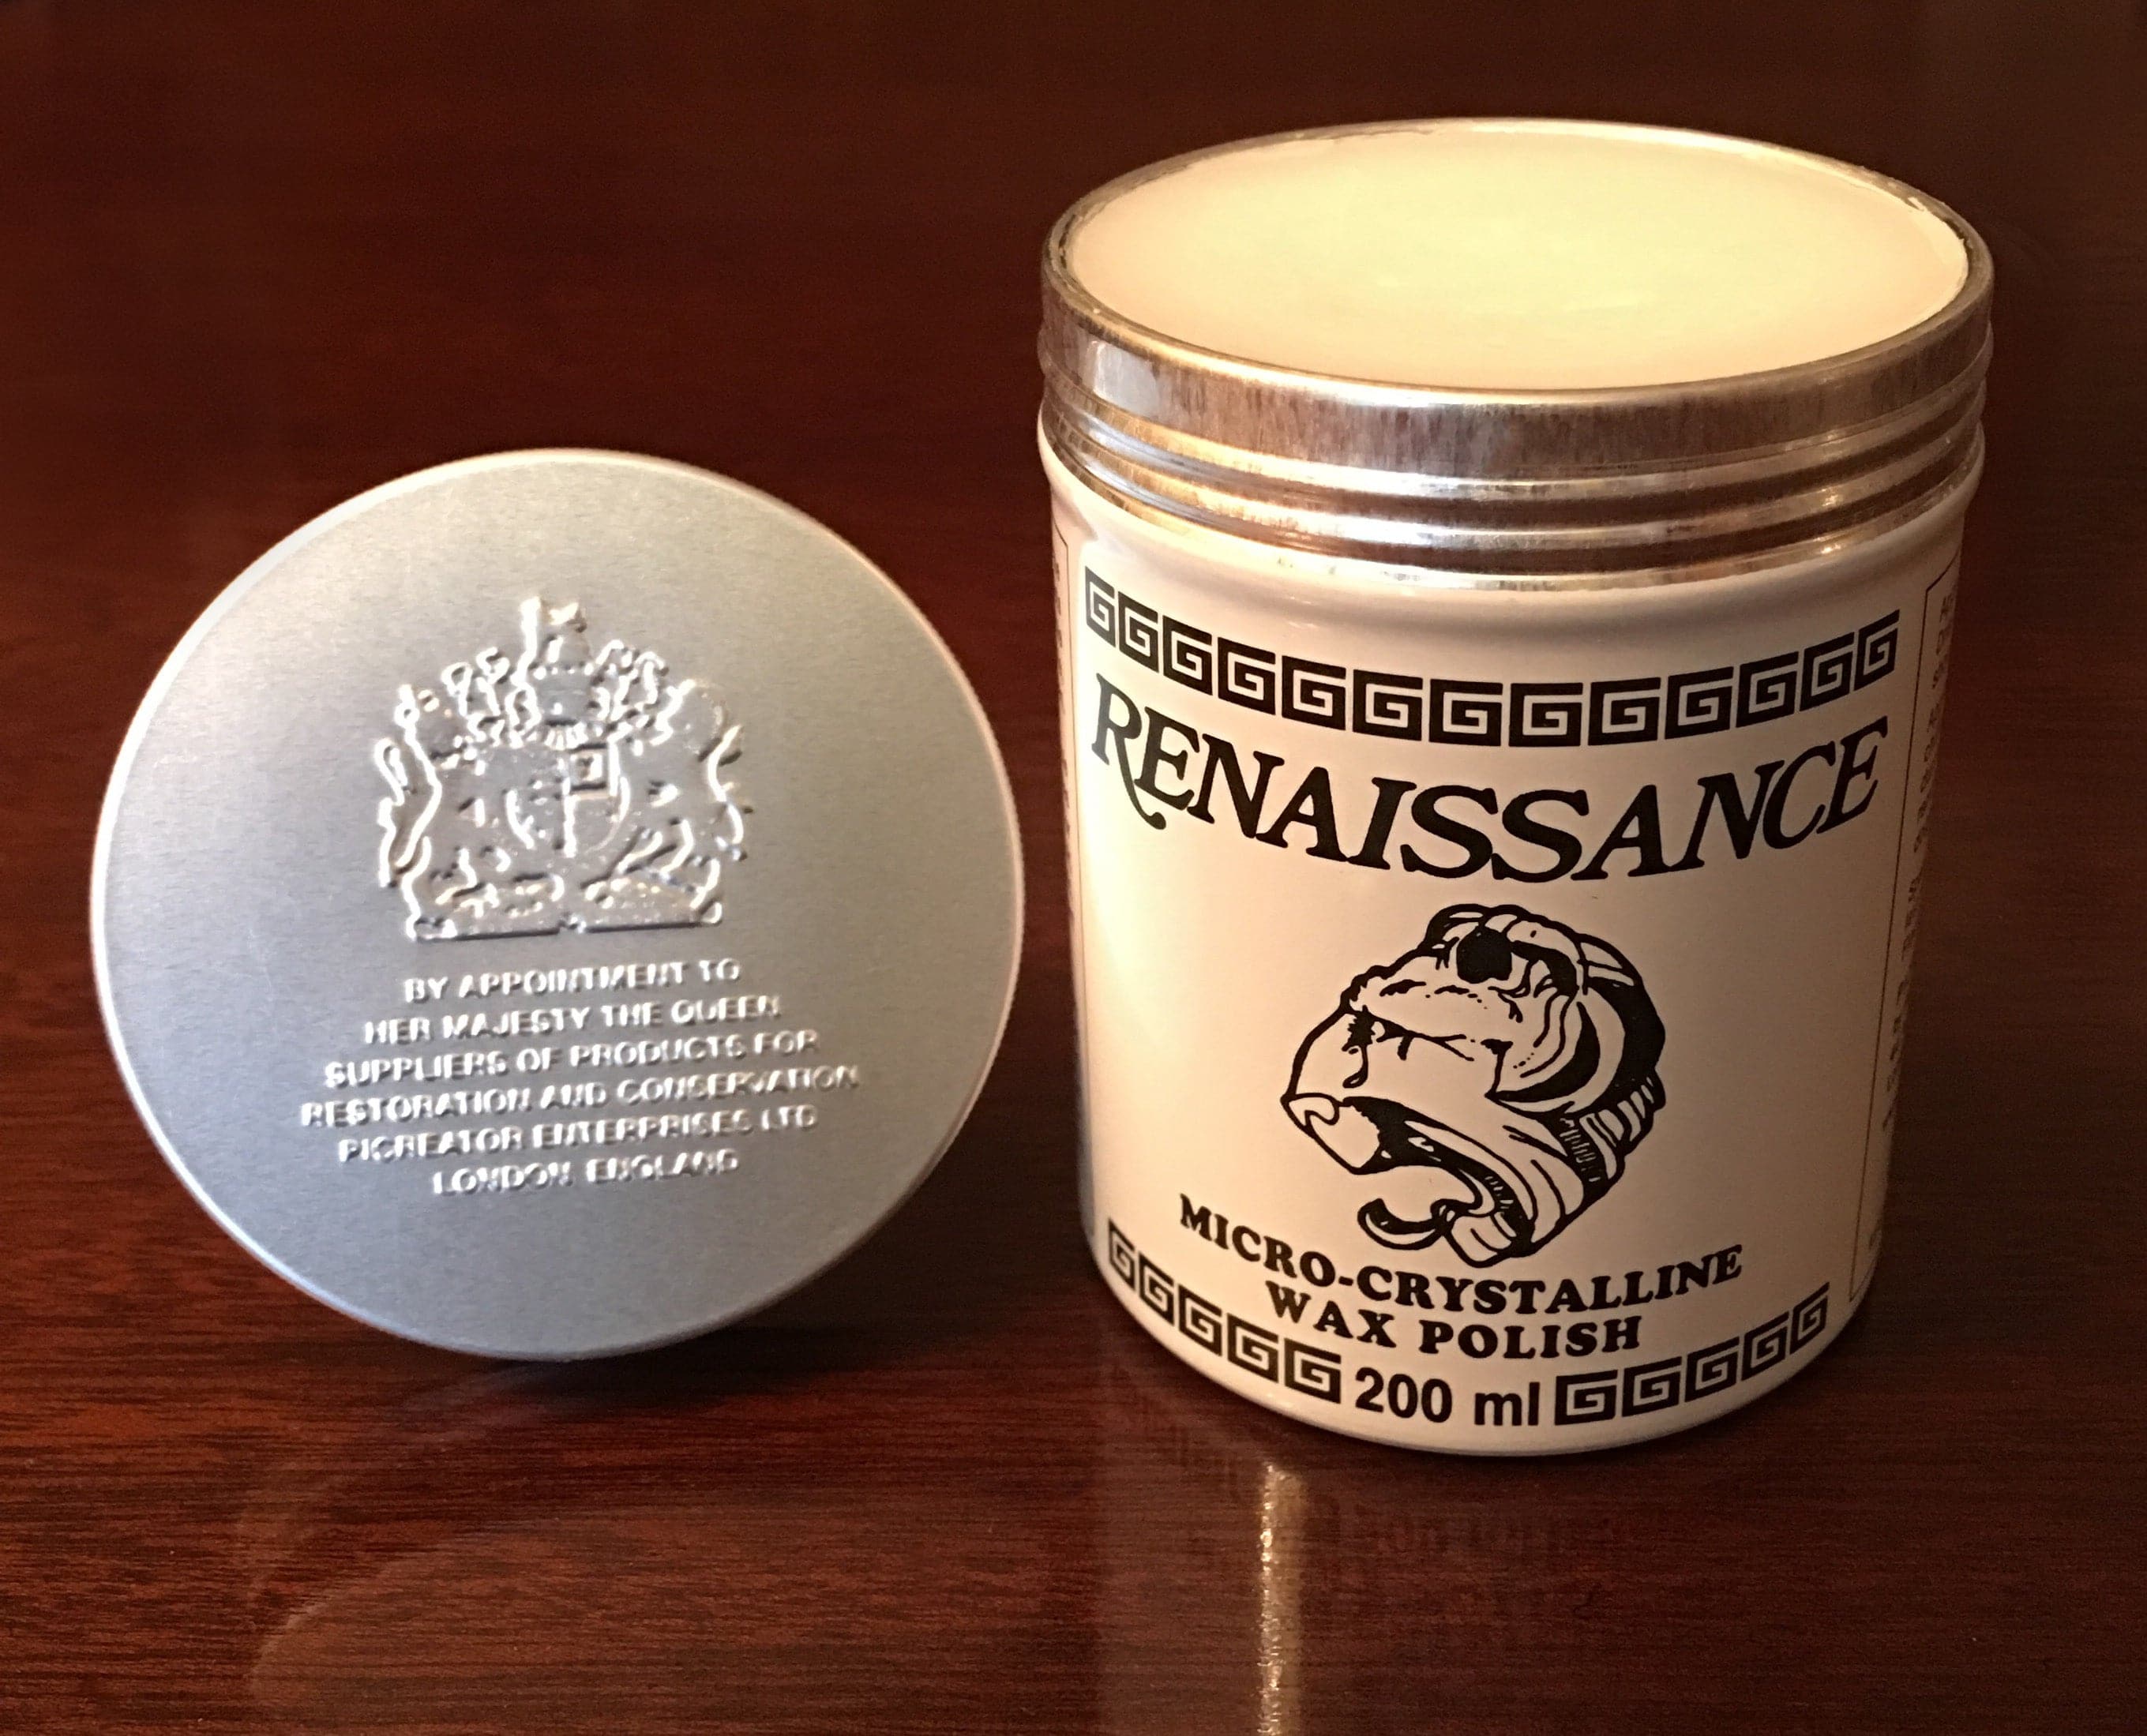 BY APPOINTMENT TO
HER MAJESTY THE QUEEN
SUPPLIERS OF PRODUCTS FOR
RESTORATION AND CONSERVATION
PICREATOR ENTERPRISES LTD
LONDON, ENGLAND
RENAISSANCE
MICRO-CRYSTALLINE
WAX POLISH
200 ml